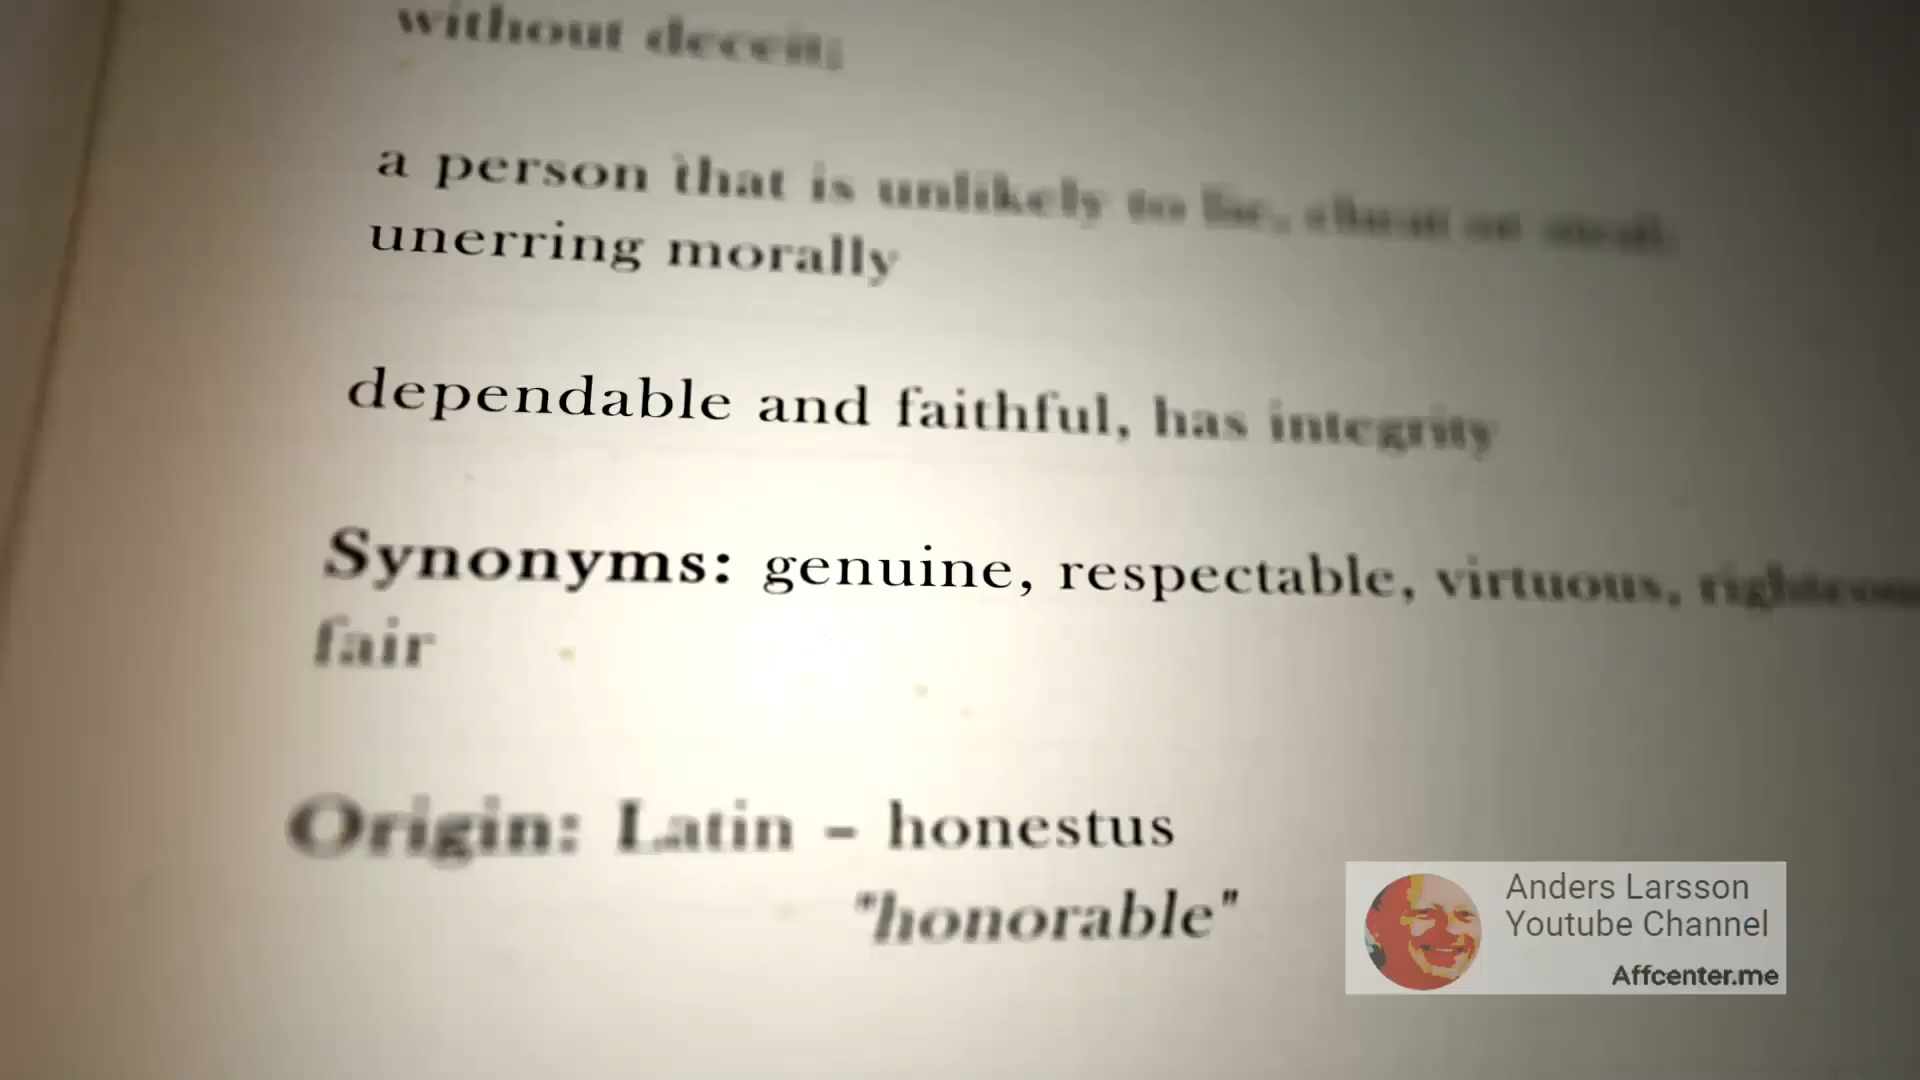 without deceit;
a person that is unlikely to lie, cheat or steal.
unerring morally
dependable and faithful, has integrity
Synonyms: genuine, respectable, virtuous,
fair
Origin: Latin – honestus
"honorable"
Anders Larsson
Youtube Channel
Affcenter.me